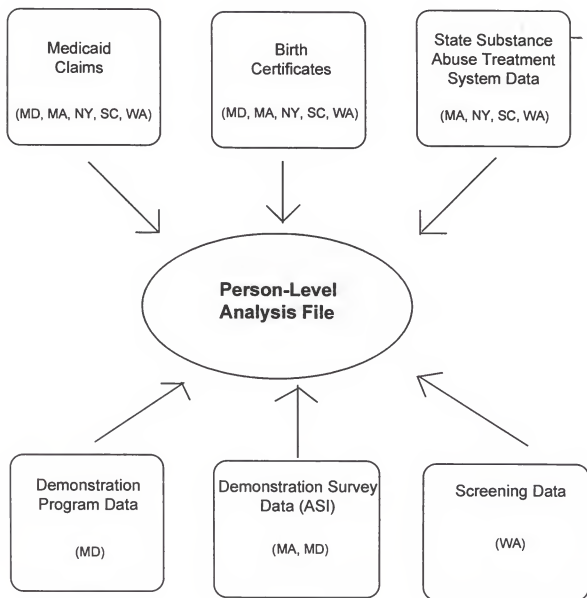 Medicaid
Claims
(MD, MA, NY, SC, WA)
Birth
Certificates
(MD, MA, NY, SC, WA)
State Substance
Abuse Treatment
System Data
(MA, NY, SC, WA)
Person-Level
Analysis File
Demonstration
Program Data
(MD)
Demonstration Survey
Data (ASI)
(MA, MD)
Screening Data
(WA)